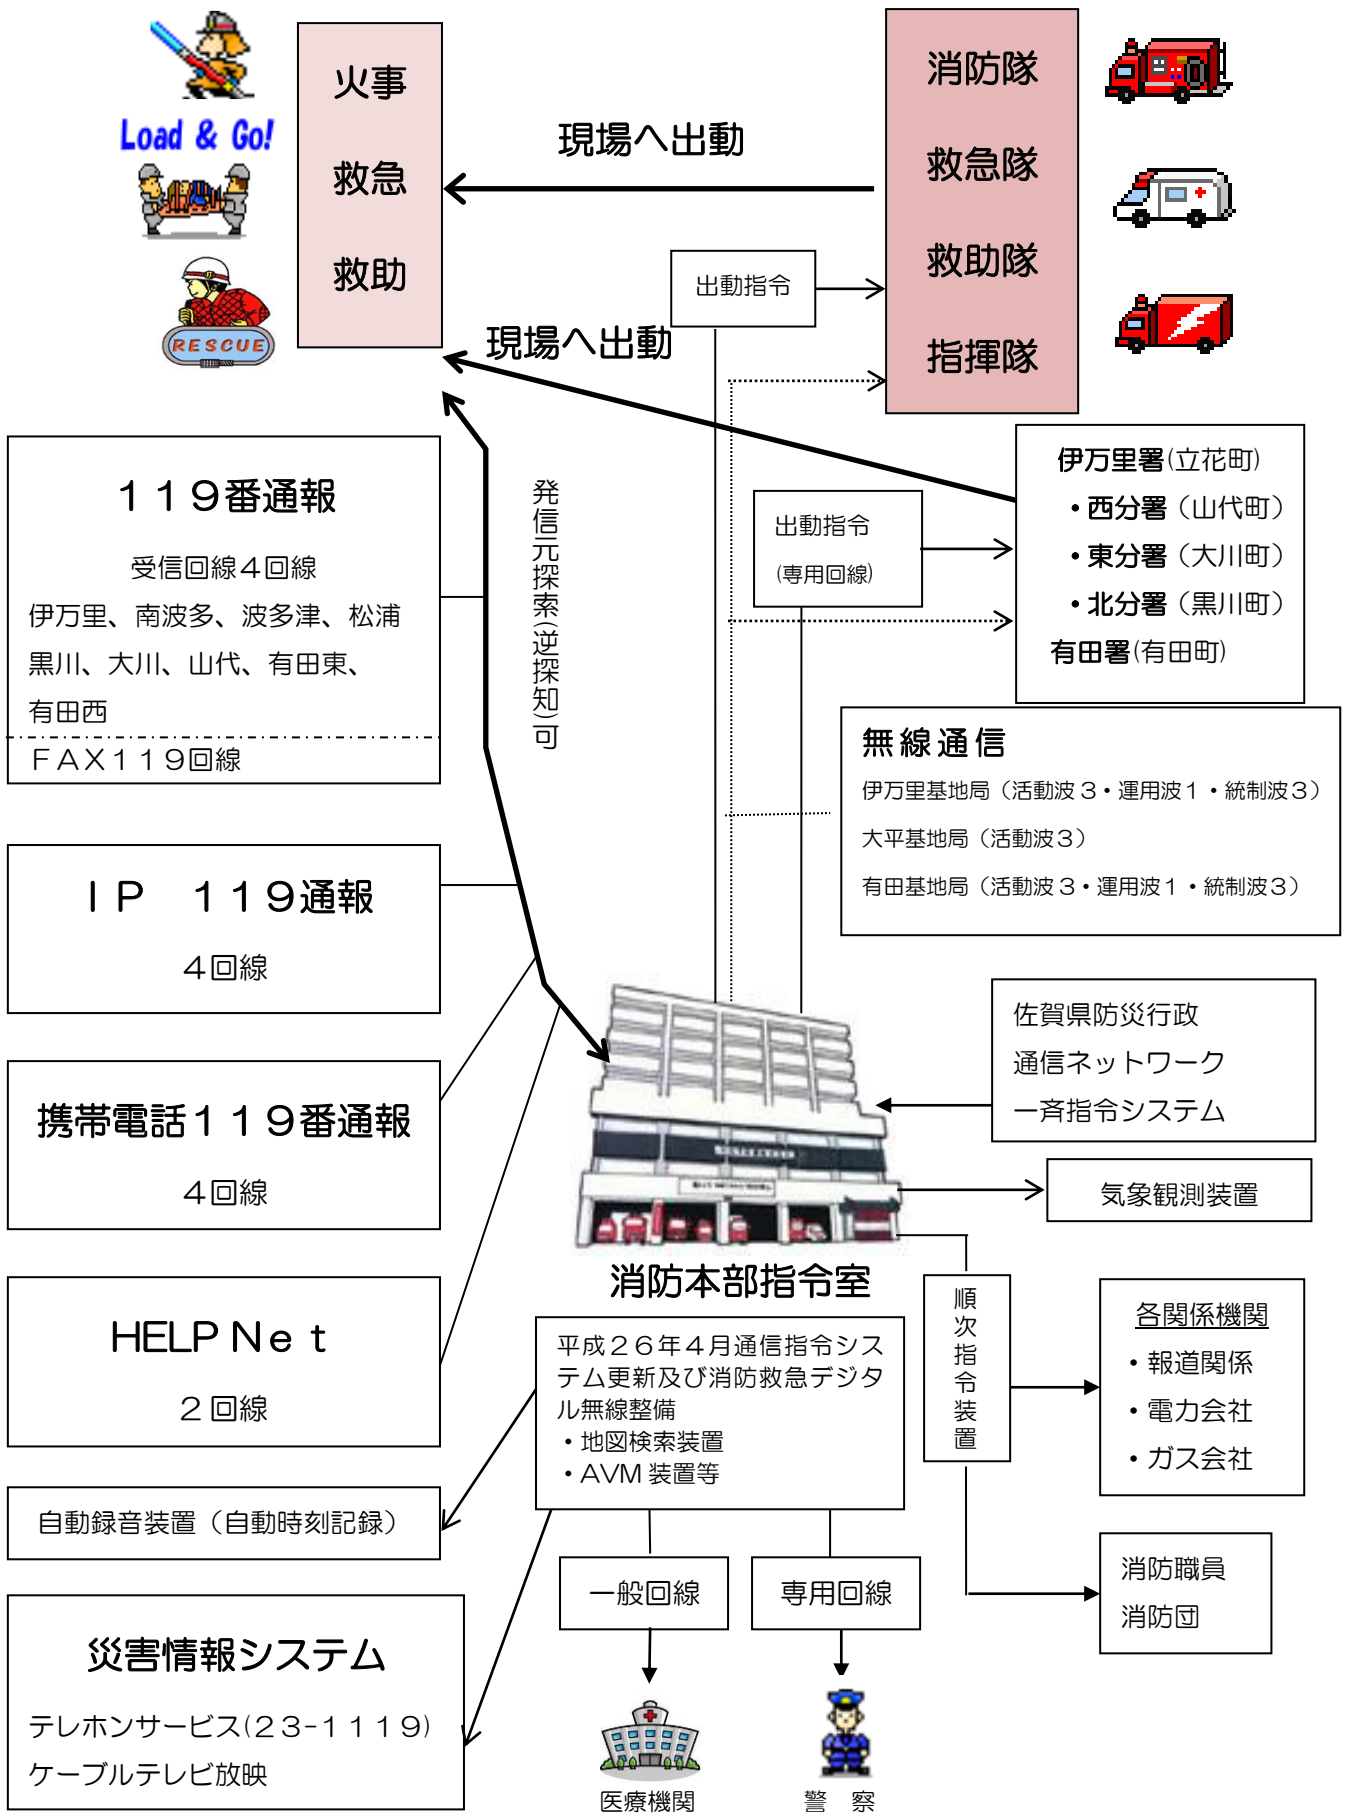 火事
救急
救助
Load & Go!
RESCUE
現場へ出動
消防隊
救急隊
救助隊
指揮隊
出動指令
現場へ出動
１１９番通報
受信回線４回線
伊万里、南波多、波多津、松浦
黒川、大川、山代、有田東、
有田西
ＦＡＸ１１９回線
発信元探索(逆探知)可
出動指令
(専用回線)
伊万里署(立花町)
・西分署（山代町）
・東分署（大川町）
・北分署（黒川町）
有田署(有田町)
無線通信
伊万里基地局（活動波３・運用波１・統制波３）
大平基地局（活動波３）
有田基地局（活動波３・運用波１・統制波３）
ＩＰ　１１９通報
４回線
携帯電話１１９番通報
４回線
HELP Ｎｅｔ
２回線
佐賀県防災行政
通信ネットワーク
一斉指令システム
気象観測装置
消防本部指令室
平成２６年４月通信指令シス
テム更新及び消防救急デジタ
ル無線整備
・地図検索装置
・AVM 装置等
順次指令装置
各関係機関
・報道関係
・電力会社
・ガス会社
消防職員
消防団
自動録音装置（自動時刻記録）
一般回線
専用回線
災害情報システム
テレホンサービス(２３-１１１９)
ケーブルテレビ放映
医療機関
警　察